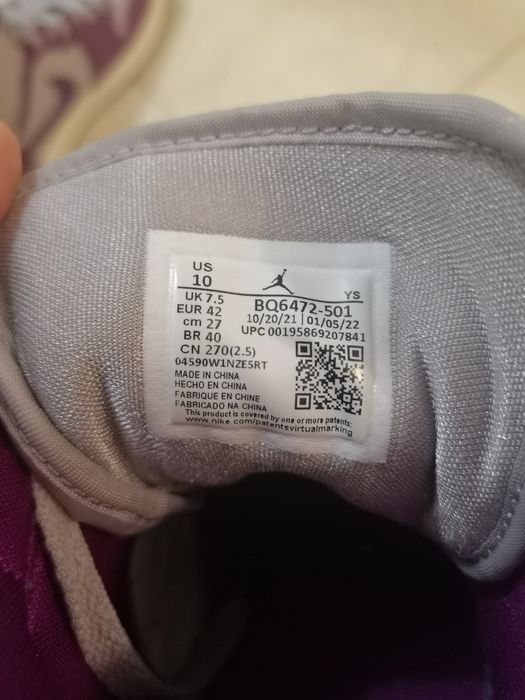 US
10
UK 7.5
EUR 42
cm 27
BR 40
CN 270(2.5)
04590W1NZE5RT
YS
BQ6472-501
10/20/21 | 01/05/22
UPC 00195869207841
MADE IN CHINA
HECHO EN CHINA
FABRIQUE EN CHINE
FABRICADO NA CHINA
This product is covered by one or more patents:
www.nike.com/patentsvirtualmarking